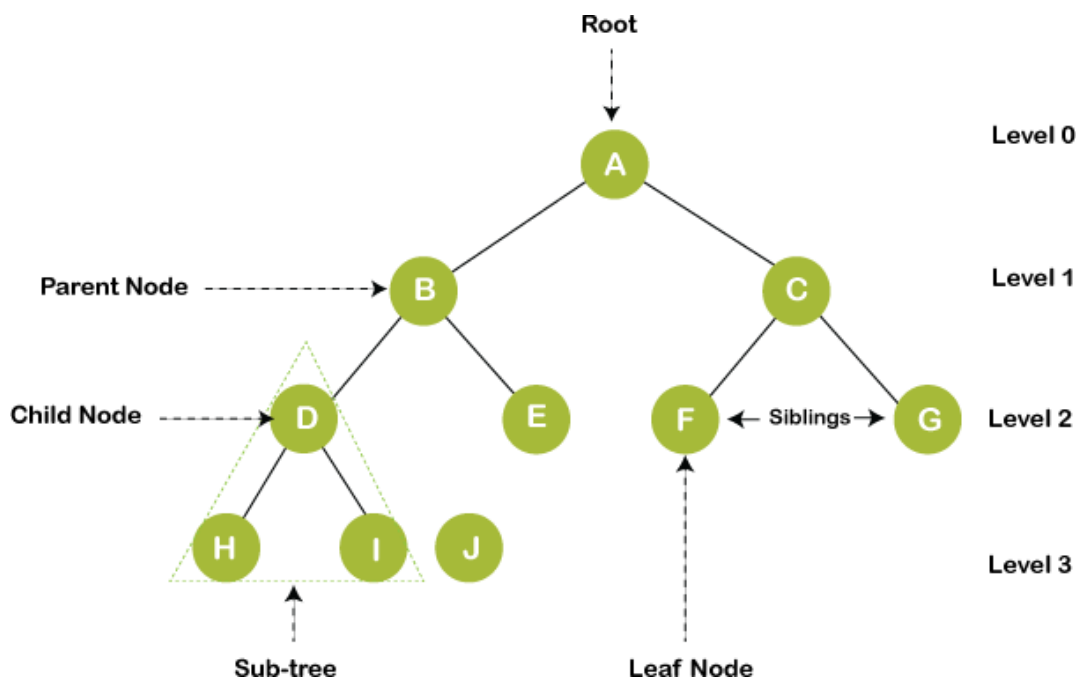 Root
Level 0
A
Level 1
Parent Node
B
C
Child Node
D
E
F
Siblings
G
Level 2
H
I
J
Level 3
Sub-tree
Leaf Node